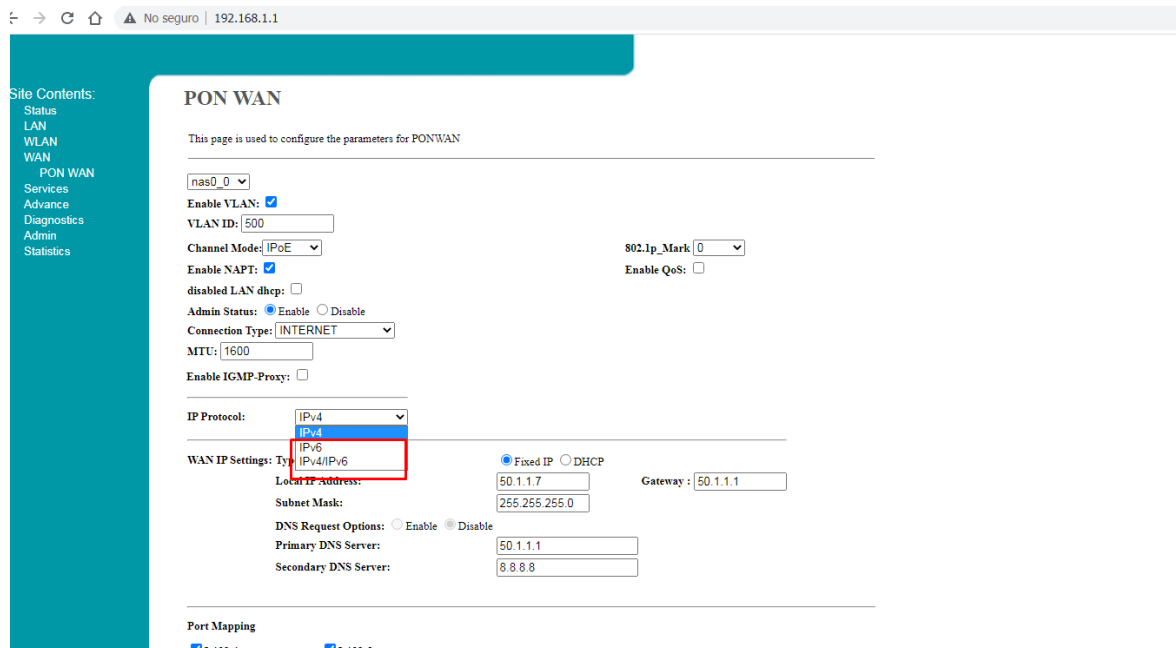 No seguro | 192.168.1.1
Site Contents:
Status
LAN
WLAN
WAN
PON WAN
Services
Advance
Diagnostics
Admin
Statistics
PON WAN
This page is used to configure the parameters for PONWAN
nas0_0
Enable VLAN:
VLAN ID: 500
Channel Mode: IPoE 802.1p_Mark 0
Enable NAPT: Enable QoS:
disabled LAN dhcp:
Admin Status: Enable Disable
Connection Type: INTERNET
MTU: 1600
Enable IGMP-Proxy:
IP Protocol: IPv4
IPv4
IPv6
IPv4/IPv6
WAN IP Settings: Fixed IP DHCP
Local IP Address: 50.1.1.7 Gateway : 50.1.1.1
Subnet Mask: 255.255.255.0
DNS Request Options: Enable Disable
Primary DNS Server: 50.1.1.1
Secondary DNS Server: 8.8.8.8
Port Mapping